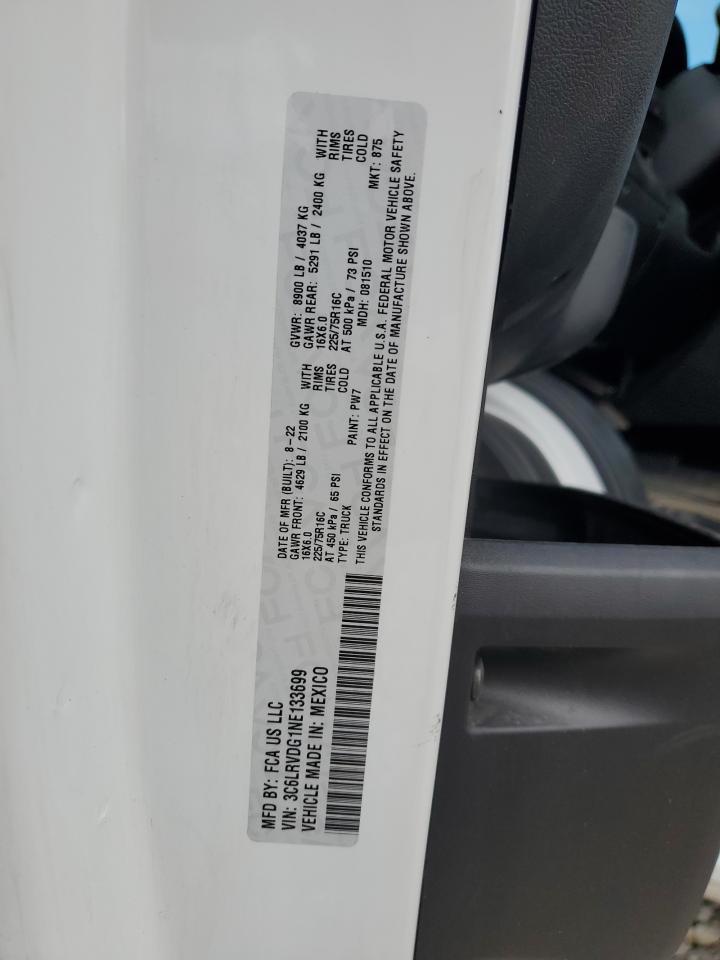 MFD BY: FCA US LLC
VIN: 3C6LRVDG1NE133699
VEHICLE MADE IN: MEXICO
DATE OF MFR (BUILT): 8-22
GAWR FRONT: 4629 LB / 2100 KG WITH
16X6.0 RIMS
225/75R16C TIRES
AT 450 kPa / 65 PSI COLD
TYPE: TRUCK PAINT: PW7
GVWR: 8900 LB / 4037 KG
GAWR REAR: 5291 LB / 2400 KG WITH
16X6.0 RIMS
225/75R16C TIRES
AT 500 kPa / 73 PSI COLD
MDH: 081510 MKT: 875
THIS VEHICLE CONFORMS TO ALL APPLICABLE U.S.A. FEDERAL MOTOR VEHICLE SAFETY
STANDARDS IN EFFECT ON THE DATE OF MANUFACTURE SHOWN ABOVE.